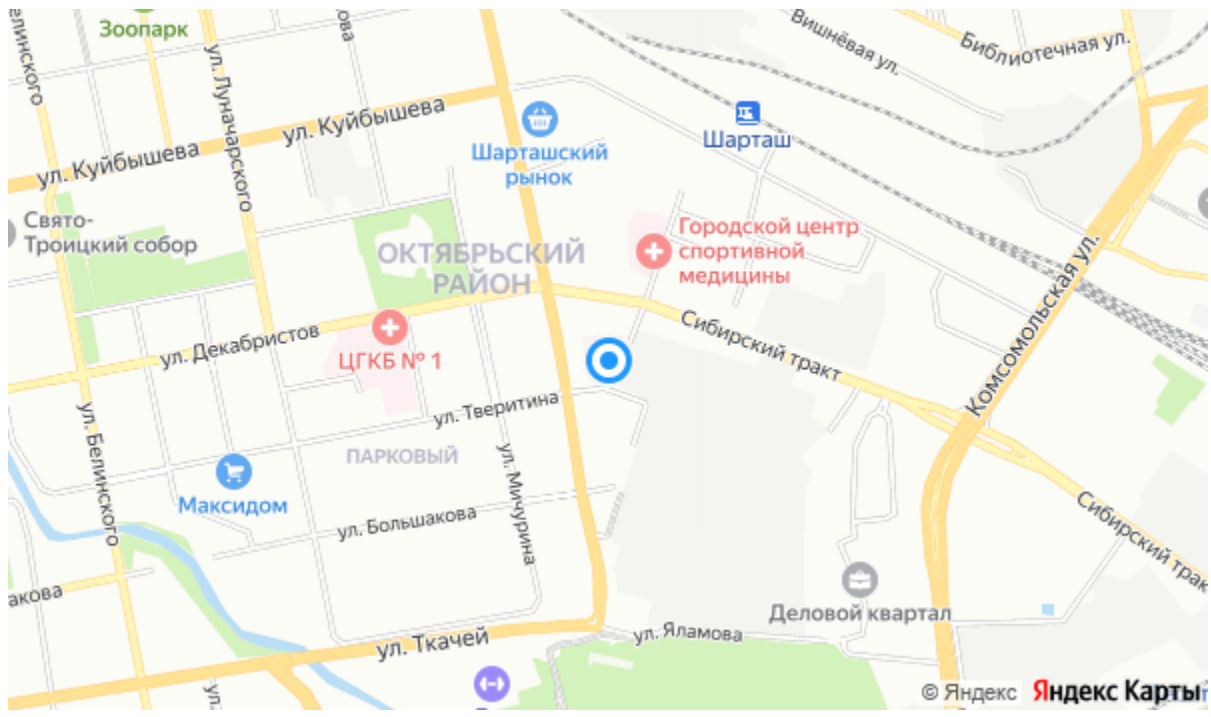 Зоопарк
ова
Вишнёвая ул.
Библиотечная ул.
елинского
ул. Луначарского
ул. Куйбышева
ул. Куйбышева
Шарташский
рынок
Шарташ
Свято-
Троицкий собор
ОКТЯБРЬСКИЙ
РАЙОН
Городской центр
спортивной
медицины
Комсомольская ул.
Сибирский тракт
ул. Декабристов
ЦГКБ № 1
ул. Тверитина
ПАРКОВЫЙ
ул. Белинского
Максидом
ул. Мичурина
ул. Большакова
Сибирский трак
акова
Деловой квартал
ул. Ткачей
ул. Яламова
ул.
© Яндекс Яндекс Карты